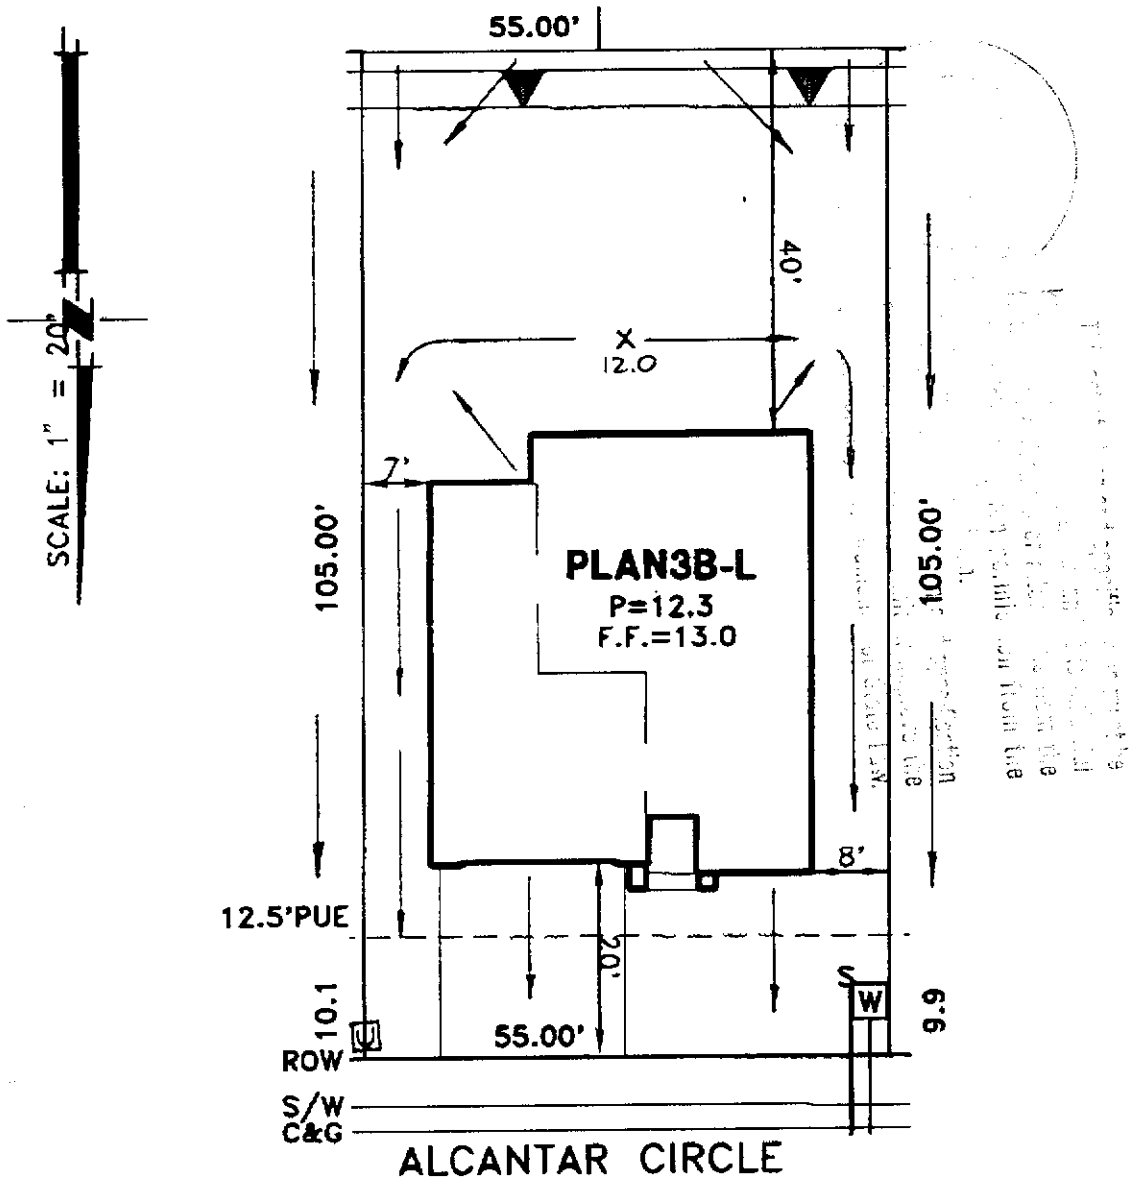 55.00'
SCALE: 1" = 20'
N
40'
X
12.0
7'
105.00'
105.00'
PLAN3B-L
P=12.3
F.F.=13.0
8'
12.5'PUE
20'
S
W
10.1
9.9
U
55.00'
ROW
S/W
C&G
ALCANTAR CIRCLE